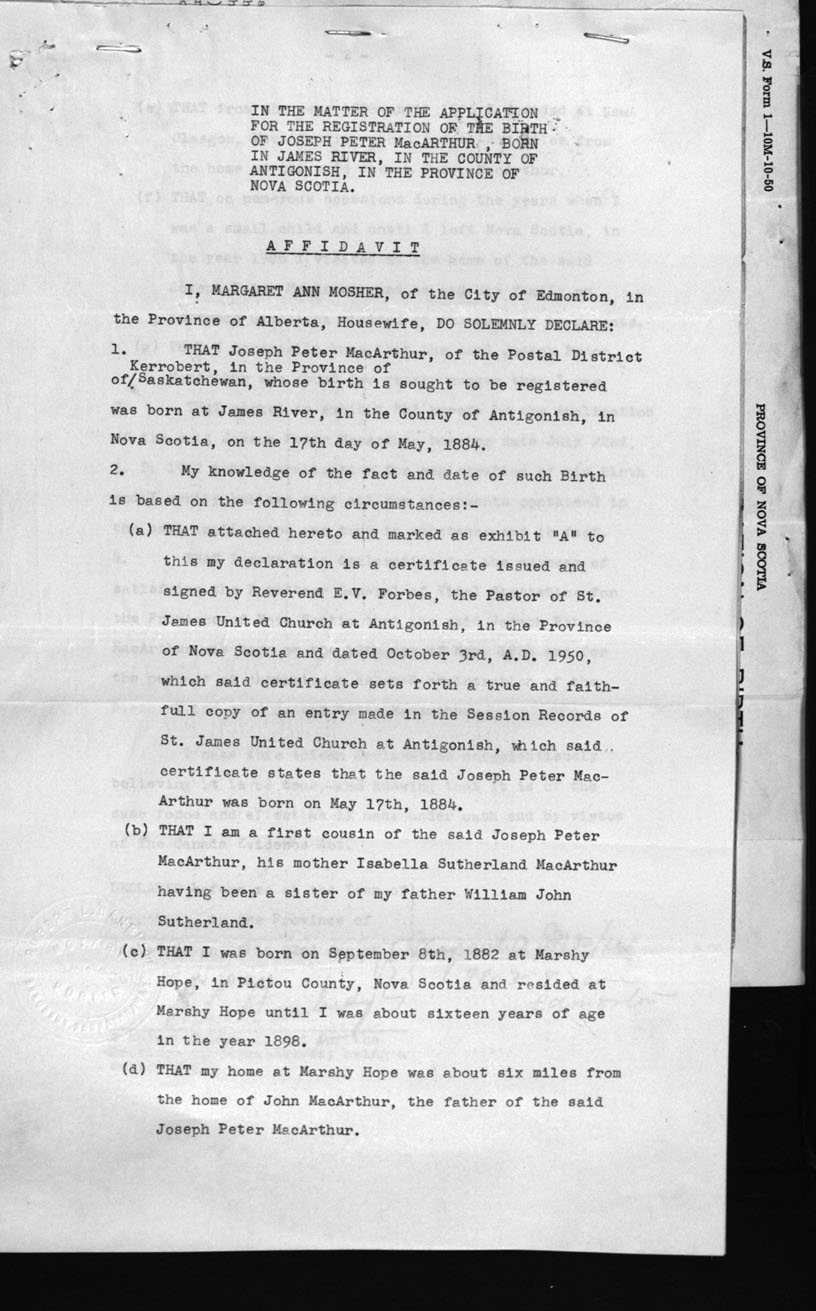 IN THE MATTER OF THE APPLICATION
FOR THE REGISTRATION OF THE BIRTH
OF JOSEPH PETER MacARTHUR , BORN
IN JAMES RIVER, IN THE COUNTY OF
ANTIGONISH, IN THE PROVINCE OF
NOVA SCOTIA.
A F F I D A V I T
I, MARGARET ANN MOSHER, of the City of Edmonton, in
the Province of Alberta, Housewife, DO SOLEMNLY DECLARE:
1. THAT Joseph Peter MacArthur, of the Postal District
Kerrobert, in the Province of
of/Saskatchewan, whose birth is sought to be registered
was born at James River, in the County of Antigonish, in
Nova Scotia, on the 17th day of May, 1884.
2. My knowledge of the fact and date of such Birth
is based on the following circumstances:-
(a) THAT attached hereto and marked as exhibit "A" to
this my declaration is a certificate issued and
signed by Reverend E.V. Forbes, the Pastor of St.
James United Church at Antigonish, in the Province
of Nova Scotia and dated October 3rd, A.D. 1950,
which said certificate sets forth a true and faith-
full copy of an entry made in the Session Records of
St. James United Church at Antigonish, which said
certificate states that the said Joseph Peter Mac-
Arthur was born on May 17th, 1884.
(b) THAT I am a first cousin of the said Joseph Peter
MacArthur, his mother Isabella Sutherland MacArthur
having been a sister of my father William John
Sutherland.
(c) THAT I was born on September 8th, 1882 at Marshy
Hope, in Pictou County, Nova Scotia and resided at
Marshy Hope until I was about sixteen years of age
in the year 1898.
(d) THAT my home at Marshy Hope was about six miles from
the home of John MacArthur, the father of the said
Joseph Peter MacArthur.
V.S. Form 1—10M-10-50
PROVINCE OF NOVA SCOTIA